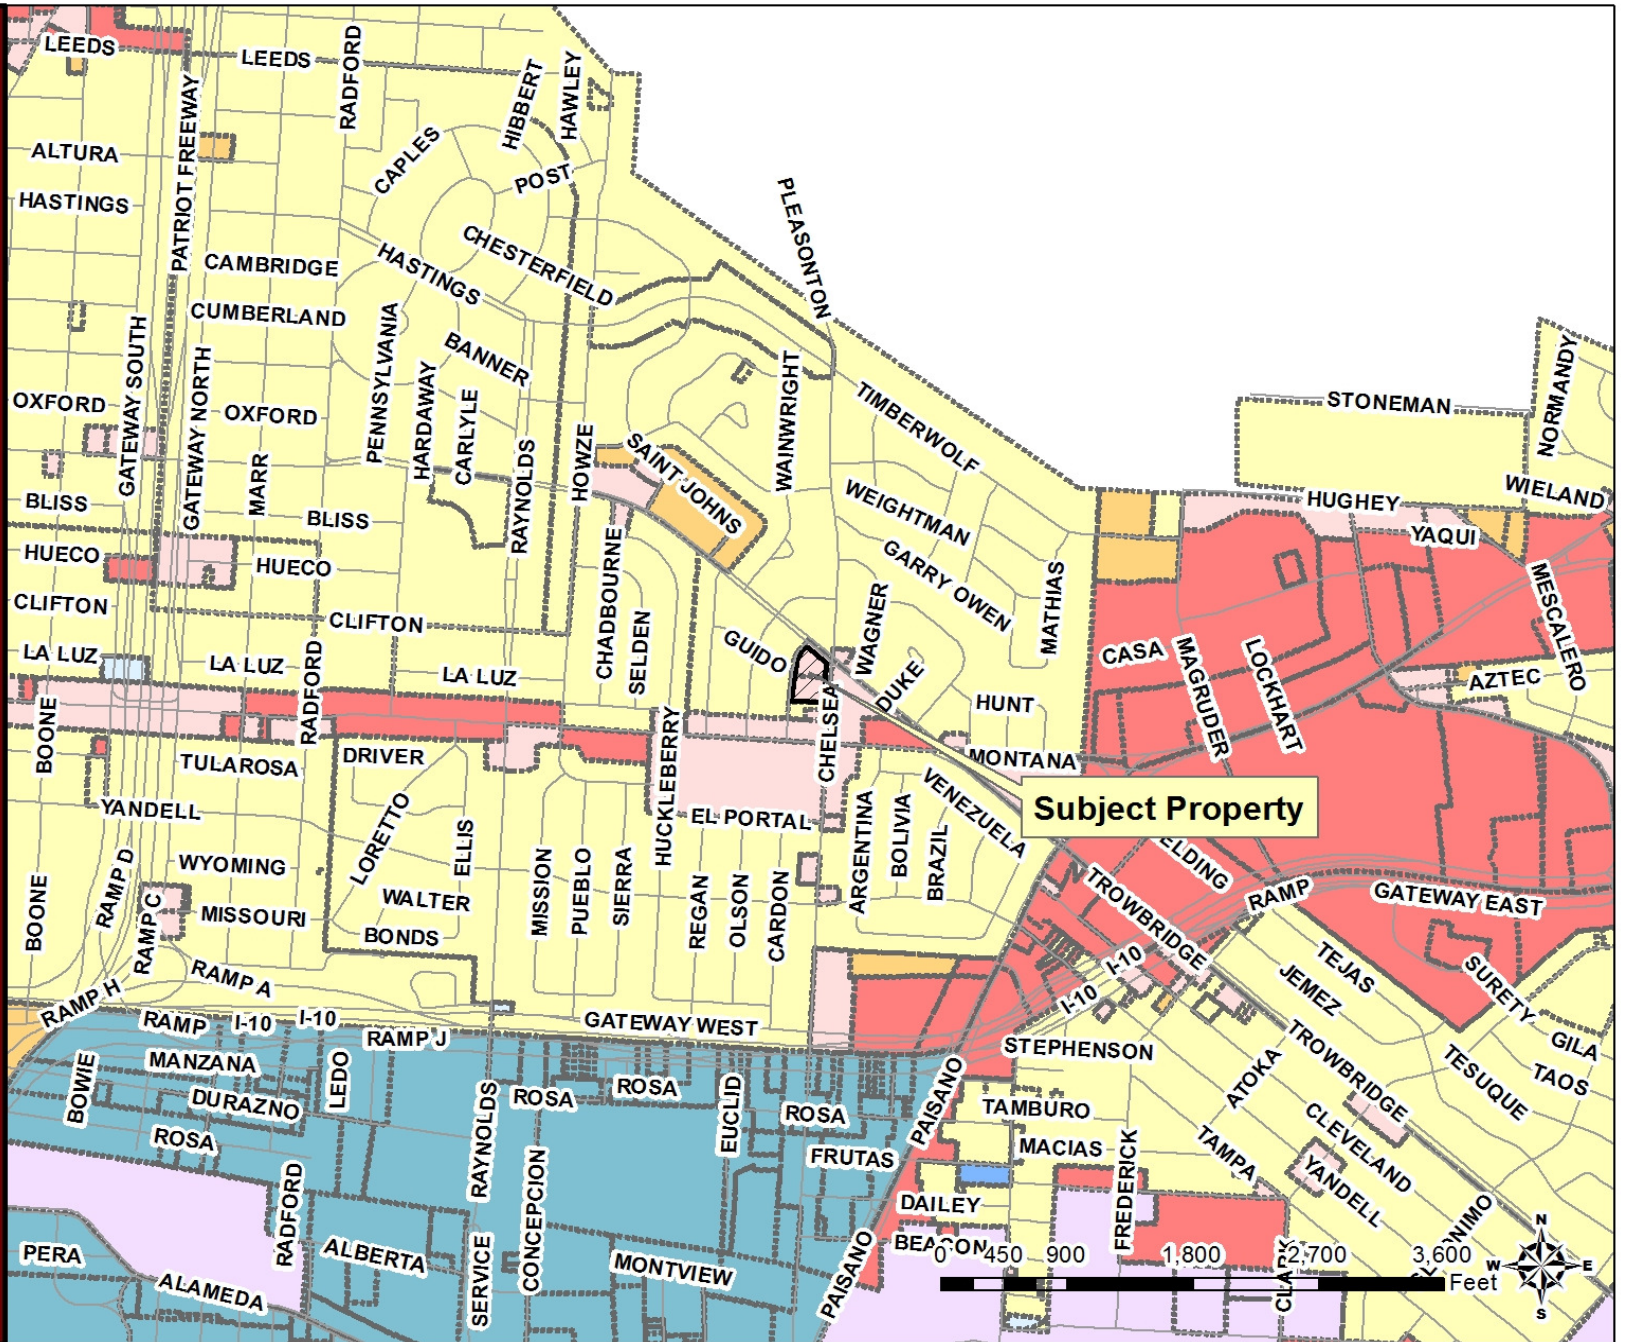 LEEDS
LEEDS
RADFORD
HIBBERT
HAWLEY
PATRIOT FREEWAY
ALTURA
CAPLES
POST
HASTINGS
PLEASONTON
CHESTERFIELD
CAMBRIDGE
HASTINGS
CUMBERLAND
PENNSYLVANIA
BANNER
GATEWAY SOUTH
GATEWAY NORTH
HARDAWAY
CARLYLE
WAINWRIGHT
TIMBERWOLF
STONEMAN
NORMANDY
OXFORD
OXFORD
RAYNOLDS
HOWZE
SAINT JOHNS
MARR
BLISS
BLISS
WEIGHTMAN
HUGHEY
WIELAND
YAQUI
HUECO
HUECO
CHADBOURNE
GARRY OWEN
MATHIAS
MESCALERO
CLIFTON
CLIFTON
SELDEN
GUIDO
WAGNER
LA LUZ
LA LUZ
LA LUZ
RADFORD
CASA
MAGRUDER
LOCKHART
AZTEC
DUKE
HUNT
CHELSEA
BOONE
TULAROSA
DRIVER
HUCKLEBERRY
MONTANA
VENEZUELA
Subject Property
YANDELL
LORETTO
ELLIS
EL PORTAL
ARGENTINA
BOLIVIA
BRAZIL
ELDING
WYOMING
RAMP D
RAMP C
BOONE
WALTER
MISSION
PUEBLO
SIERRA
REGAN
OLSON
CARDON
TROWBRIDGE
RAMP
GATEWAY EAST
MISSOURI
BONDS
RAMP A
I-10
I-10
TEJAS
JEMEZ
SURETY
RAMP H
RAMP
I-10
I-10
RAMP J
GATEWAY WEST
STEPHENSON
TROWBRIDGE
GILA
TAOS
TESUQUE
ATOKA
BOWIE
MANZANA
DURAZNO
LEDO
ROSA
RAYNOLDS
ROSA
ROSA
EUCLID
ROSA
PAISANO
TAMBURO
MACIAS
FREDERICK
TAMPA
CLEVELAND
YANDELL
FRUTAS
DAILEY
BEACON
RADFORD
CONCEPCION
SERVICE
PERA
ALBERTA
ALAMEDA
MONTVIEW
PAISANO
ONIMO
N
W
E
S
0 450 900 1,800 2,700 3,600
Feet